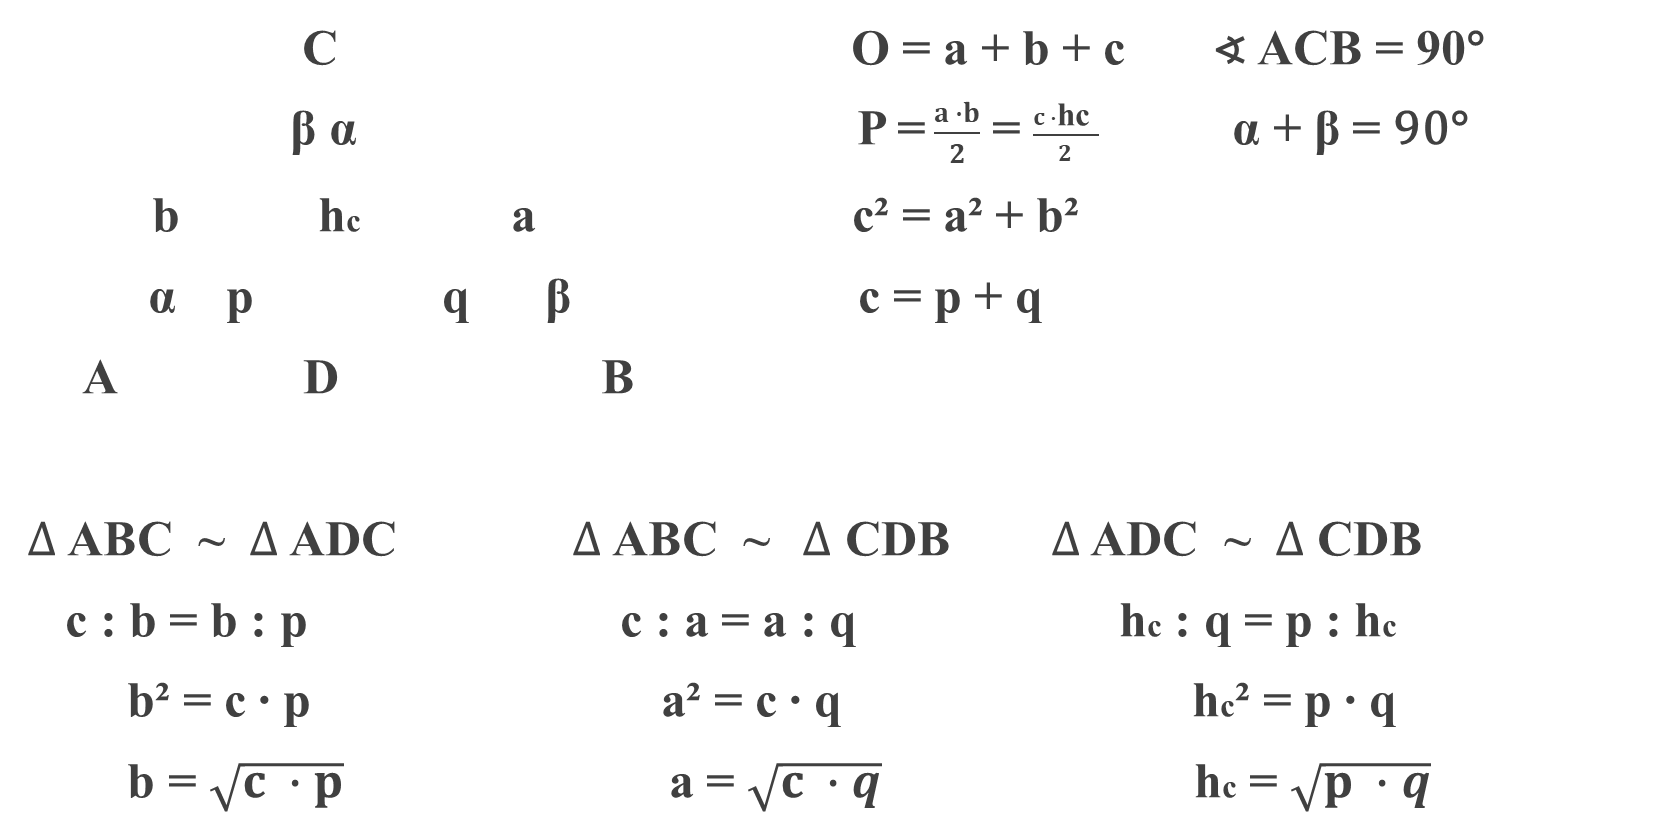 C O = a + b + c ∢ ACB = 90°
β α P = a ·b/2 = c ·hc/2 α + β = 90°
b hc a c² = a² + b²
α p q β c = p + q
A D B
Δ ABC ~ Δ ADC Δ ABC ~ Δ CDB Δ ADC ~ Δ CDB
c : b = b : p c : a = a : q hc : q = p : hc
b² = c · p a² = c · q hc² = p · q
b = √c · p a = √c · q hc = √p · q